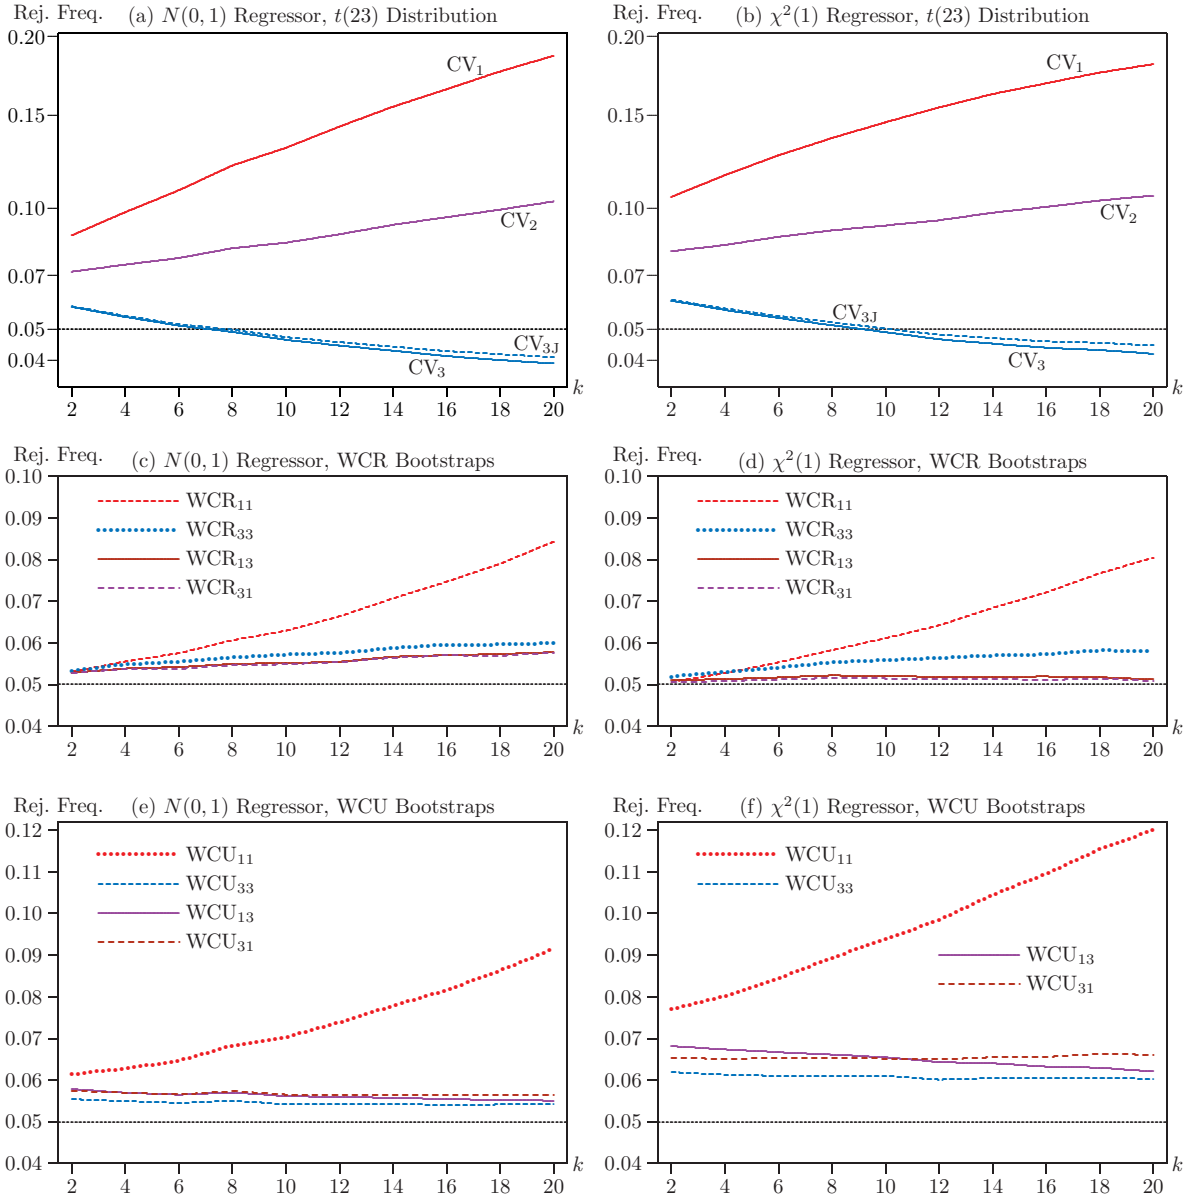 Rej. Freq. (a) N(0, 1) Regressor, t(23) Distribution
0.20
0.15
0.10
0.07
0.05
0.04
CV₁
CV₂
CV₃J
CV₃
2 4 6 8 10 12 14 16 18 20 k
Rej. Freq. (b) χ²(1) Regressor, t(23) Distribution
0.20
0.15
0.10
0.07
0.05
0.04
CV₁
CV₂
CV₃J
CV₃
2 4 6 8 10 12 14 16 18 20 k
Rej. Freq. (c) N(0, 1) Regressor, WCR Bootstraps
0.10
0.09
0.08
0.07
0.06
0.05
0.04
WCR₁₁
WCR₃₃
WCR₁₃
WCR₃₁
2 4 6 8 10 12 14 16 18 20 k
Rej. Freq. (d) χ²(1) Regressor, WCR Bootstraps
0.10
0.09
0.08
0.07
0.06
0.05
0.04
WCR₁₁
WCR₃₃
WCR₁₃
WCR₃₁
2 4 6 8 10 12 14 16 18 20 k
Rej. Freq. (e) N(0, 1) Regressor, WCU Bootstraps
0.12
0.11
0.10
0.09
0.08
0.07
0.06
0.05
0.04
WCU₁₁
WCU₃₃
WCU₁₃
WCU₃₁
2 4 6 8 10 12 14 16 18 20 k
Rej. Freq. (f) χ²(1) Regressor, WCU Bootstraps
0.12
0.11
0.10
0.09
0.08
0.07
0.06
0.05
0.04
WCU₁₁
WCU₃₃
WCU₁₃
WCU₃₁
2 4 6 8 10 12 14 16 18 20 k